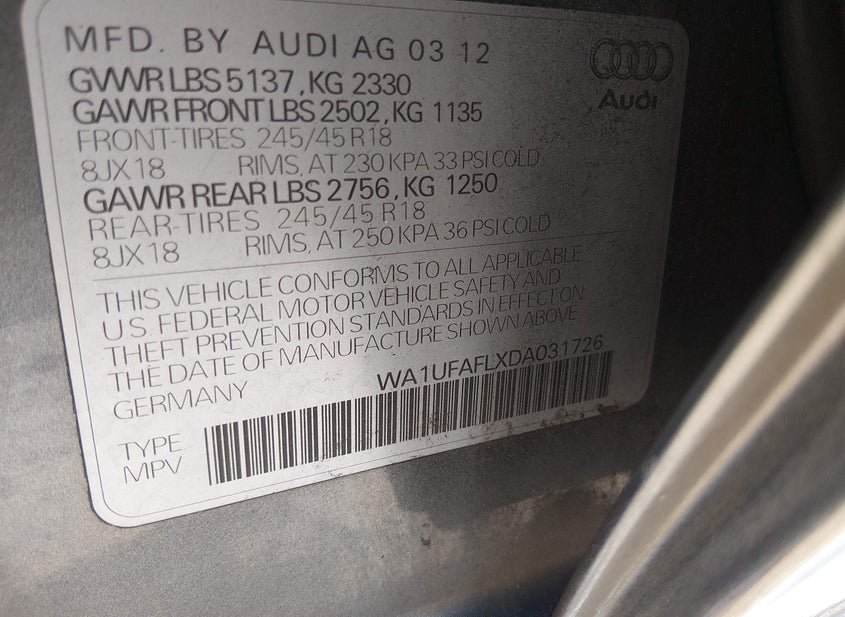 MFD. BY AUDI AG 03 12
GVWR LBS 5137, KG 2330
GAWR FRONT LBS 2502, KG 1135
FRONT-TIRES 245/45 R18
8JX18 RIMS, AT 230 KPA 33 PSI COLD
GAWR REAR LBS 2756, KG 1250
REAR-TIRES 245/45 R18
8JX18 RIMS, AT 250 KPA 36 PSI COLD
THIS VEHICLE CONFORMS TO ALL APPLICABLE
U.S. FEDERAL MOTOR VEHICLE SAFETY AND
THEFT PREVENTION STANDARDS IN EFFECT ON
THE DATE OF MANUFACTURE SHOWN ABOVE
GERMANY WA1UFAFLXDA031726
TYPE
MPV
Audi